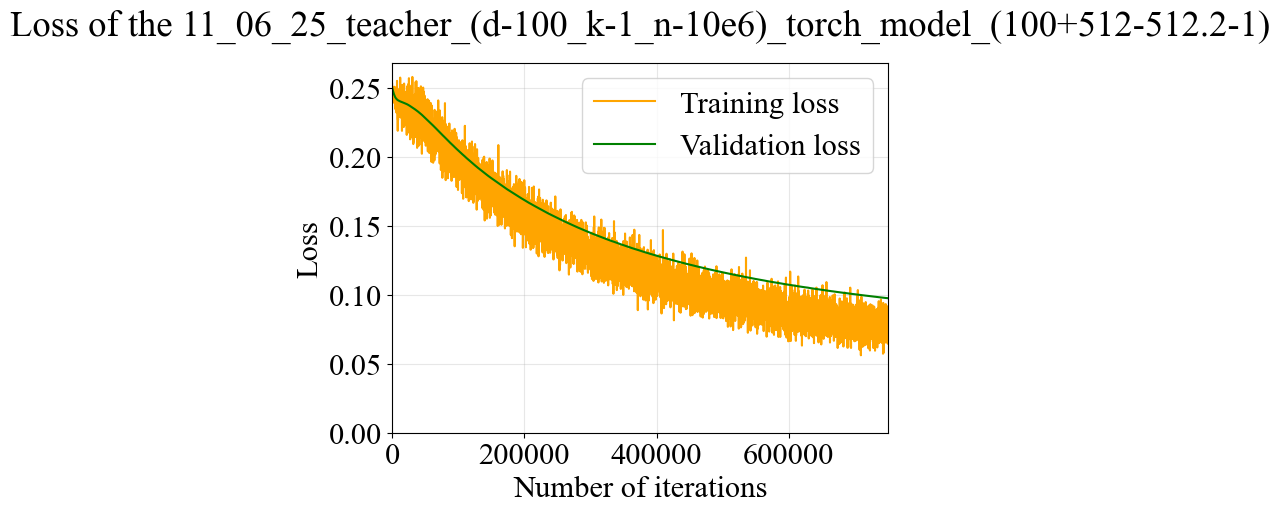 Loss of the 11_06_25_teacher_(d-100_k-1_n-10e6)_torch_model_(100+512-512.2-1)
Training loss
Validation loss
0.25
0.20
0.15
0.10
0.05
0.00
Loss
0
200000
400000
600000
Number of iterations